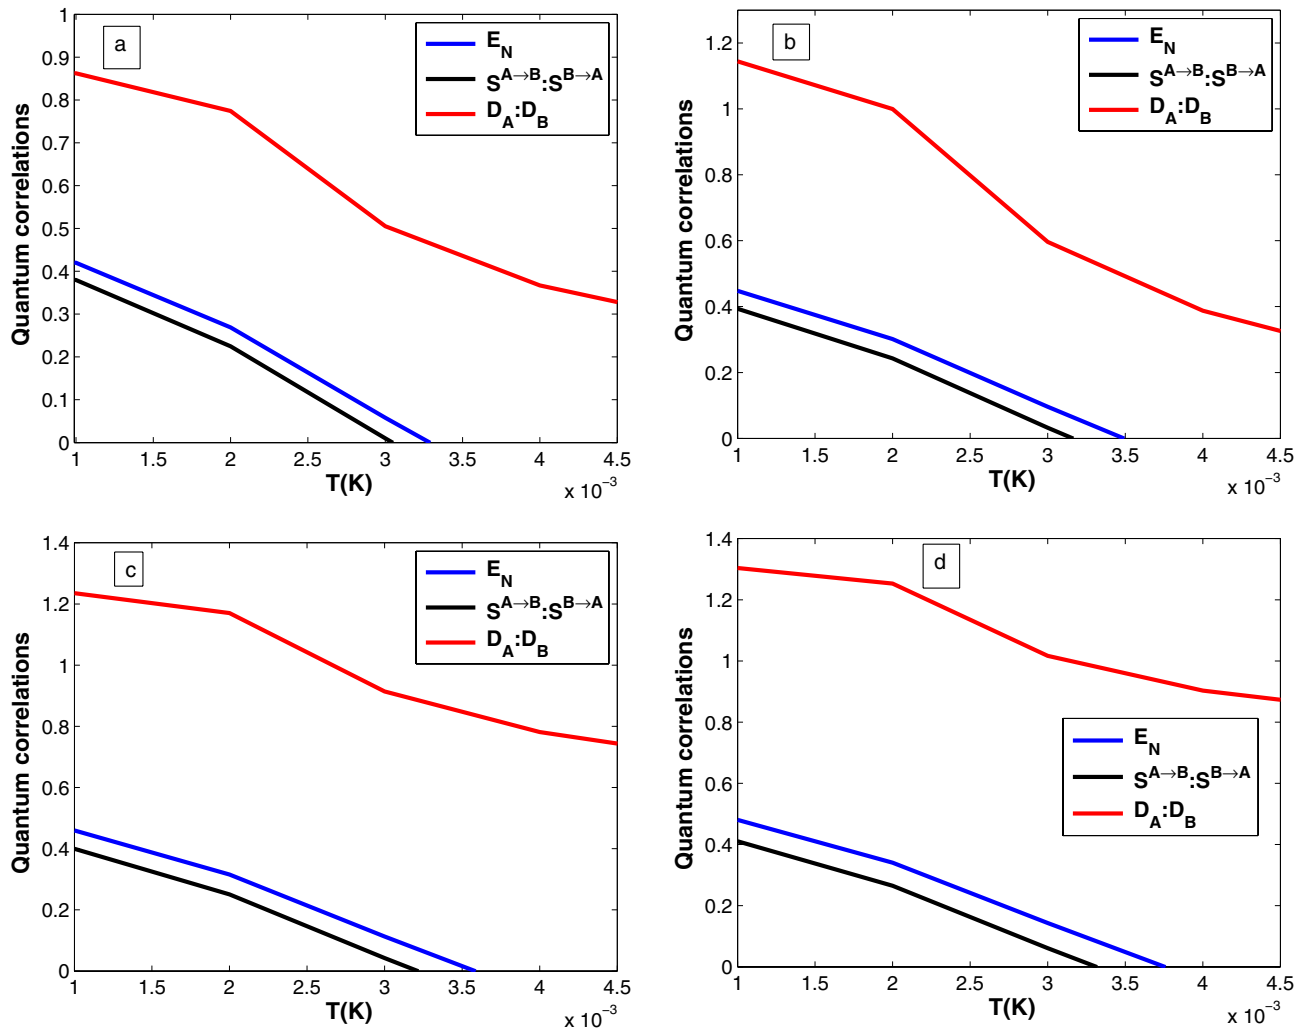 a
E_N
S^{A→B}:S^{B→A}
D_A:D_B
Quantum correlations
1
0.9
0.8
0.7
0.6
0.5
0.4
0.3
0.2
0.1
0
1 1.5 2 2.5 3 3.5 4 4.5
T(K)
x 10^{−3}
b
E_N
S^{A→B}:S^{B→A}
D_A:D_B
Quantum correlations
1.2
1
0.8
0.6
0.4
0.2
0
1 1.5 2 2.5 3 3.5 4 4.5
T(K)
x 10^{−3}
c
E_N
S^{A→B}:S^{B→A}
D_A:D_B
Quantum correlations
1.4
1.2
1
0.8
0.6
0.4
0.2
0
1 1.5 2 2.5 3 3.5 4 4.5
T(K)
x 10^{−3}
d
E_N
S^{A→B}:S^{B→A}
D_A:D_B
Quantum correlations
1.4
1.2
1
0.8
0.6
0.4
0.2
0
1 1.5 2 2.5 3 3.5 4 4.5
T(K)
x 10^{−3}